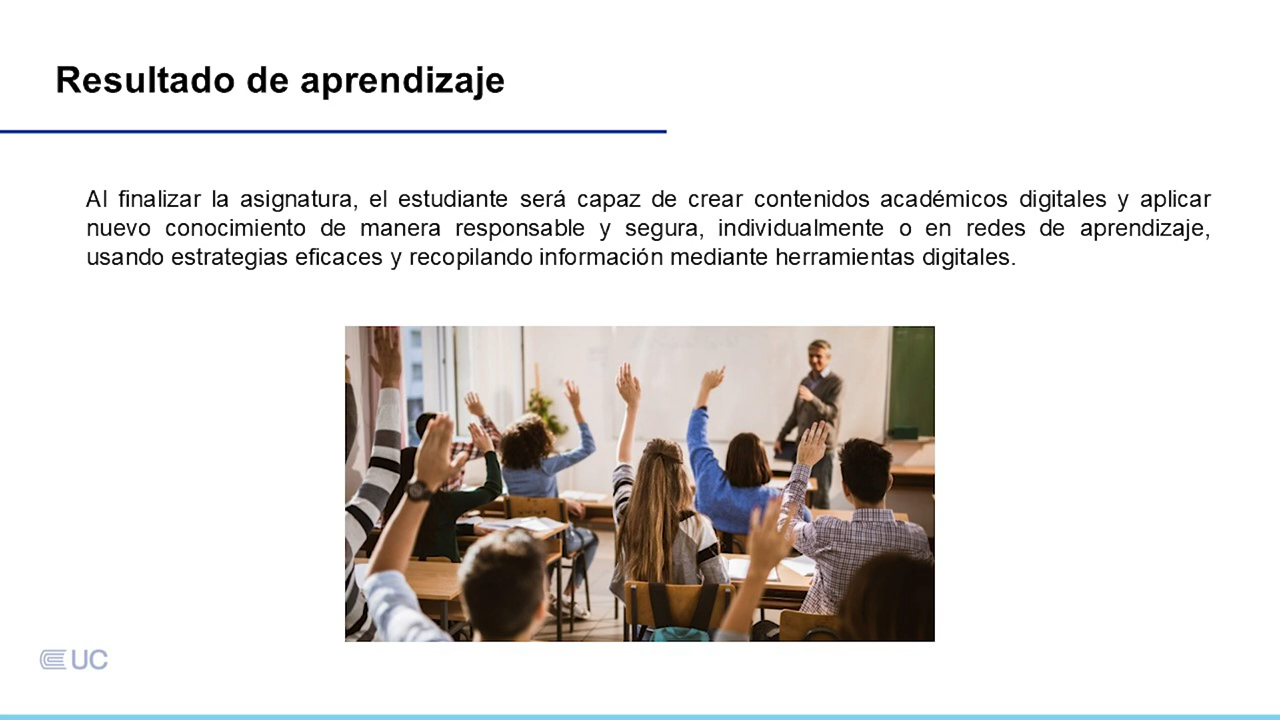 Resultado de aprendizaje
Al finalizar la asignatura, el estudiante será capaz de crear contenidos académicos digitales y aplicar
nuevo conocimiento de manera responsable y segura, individualmente o en redes de aprendizaje,
usando estrategias eficaces y recopilando información mediante herramientas digitales.
UC